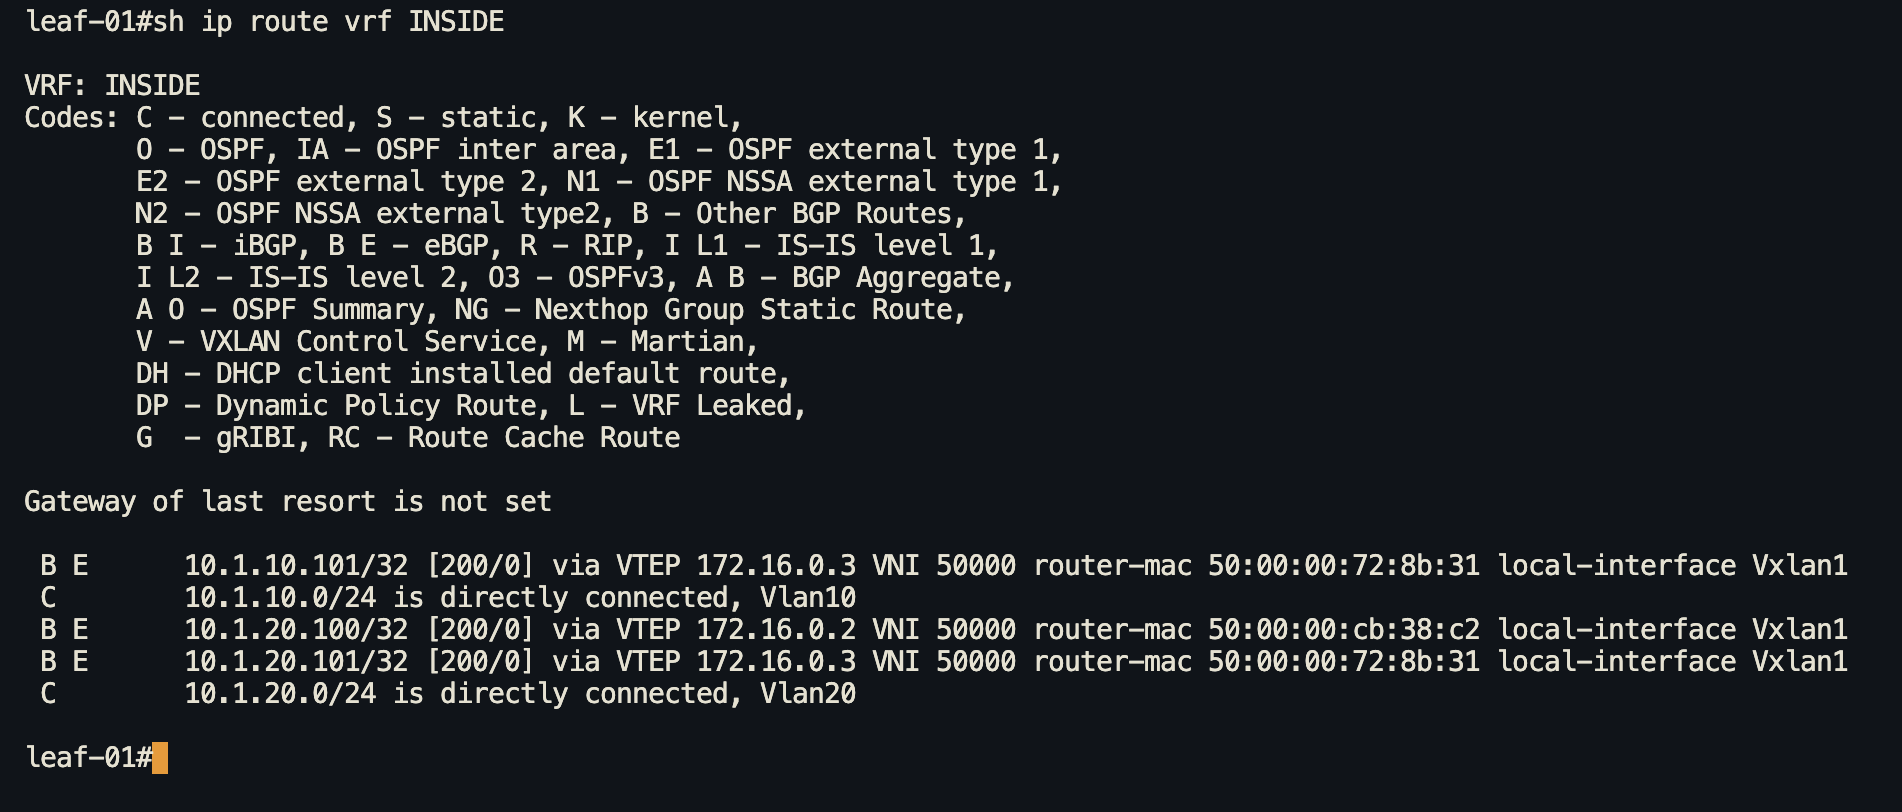 leaf-01#sh ip route vrf INSIDE

VRF: INSIDE
Codes: C - connected, S - static, K - kernel,
       O - OSPF, IA - OSPF inter area, E1 - OSPF external type 1,
       E2 - OSPF external type 2, N1 - OSPF NSSA external type 1,
       N2 - OSPF NSSA external type2, B - Other BGP Routes,
       B I - iBGP, B E - eBGP, R - RIP, I L1 - IS-IS level 1,
       I L2 - IS-IS level 2, O3 - OSPFv3, A B - BGP Aggregate,
       A O - OSPF Summary, NG - Nexthop Group Static Route,
       V - VXLAN Control Service, M - Martian,
       DH - DHCP client installed default route,
       DP - Dynamic Policy Route, L - VRF Leaked,
       G  - gRIBI, RC - Route Cache Route

Gateway of last resort is not set

 B E      10.1.10.101/32 [200/0] via VTEP 172.16.0.3 VNI 50000 router-mac 50:00:00:72:8b:31 local-interface Vxlan1
 C        10.1.10.0/24 is directly connected, Vlan10
 B E      10.1.20.100/32 [200/0] via VTEP 172.16.0.2 VNI 50000 router-mac 50:00:00:cb:38:c2 local-interface Vxlan1
 B E      10.1.20.101/32 [200/0] via VTEP 172.16.0.3 VNI 50000 router-mac 50:00:00:72:8b:31 local-interface Vxlan1
 C        10.1.20.0/24 is directly connected, Vlan20

leaf-01#